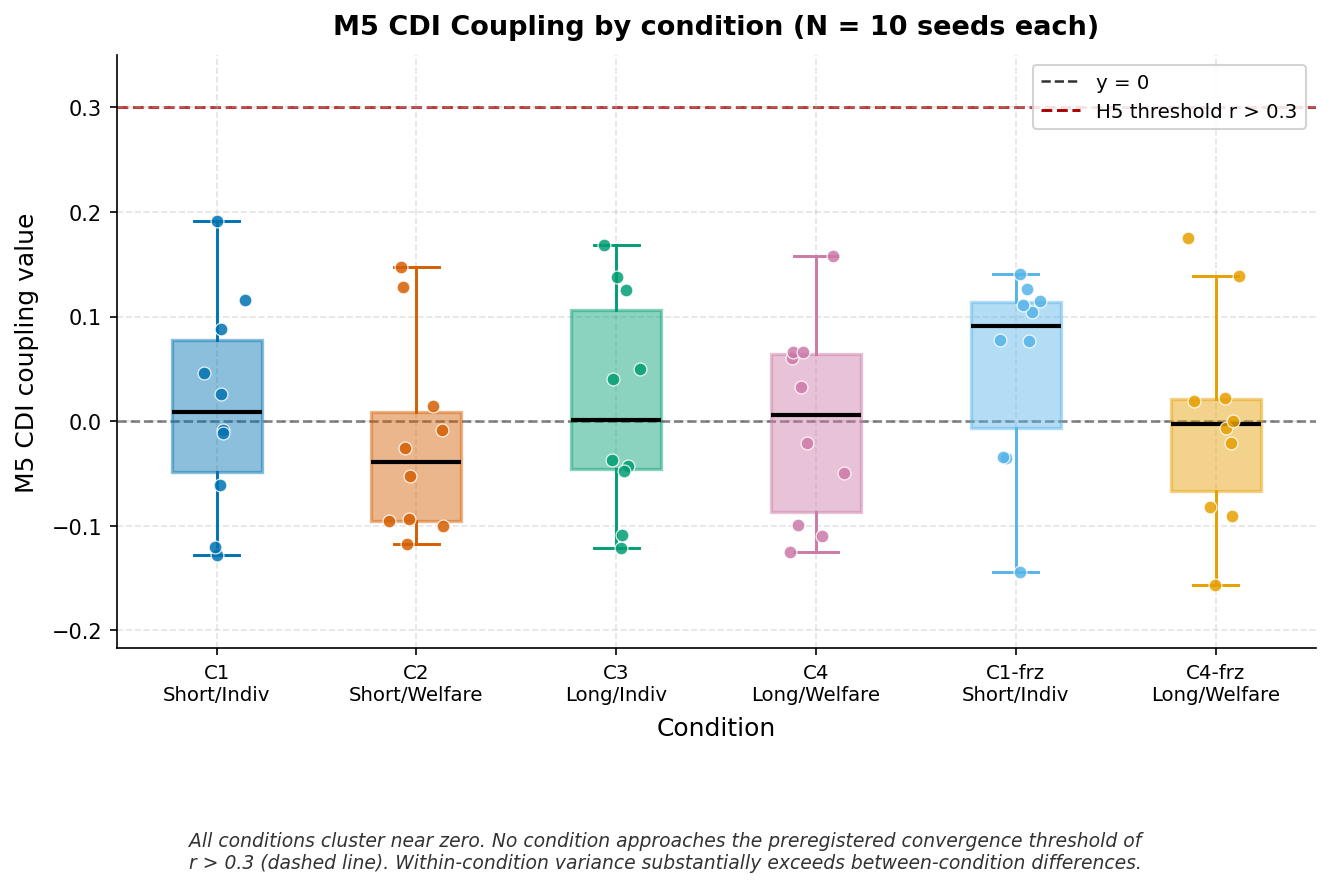 M5 CDI Coupling by condition (N = 10 seeds each)
y = 0
H5 threshold r > 0.3
0.3
0.2
0.1
0.0
−0.1
−0.2
M5 CDI coupling value
C1
Short/Indiv
C2
Short/Welfare
C3
Long/Indiv
C4
Long/Welfare
C1-frz
Short/Indiv
C4-frz
Long/Welfare
Condition
All conditions cluster near zero. No condition approaches the preregistered convergence threshold of
r > 0.3 (dashed line). Within-condition variance substantially exceeds between-condition differences.